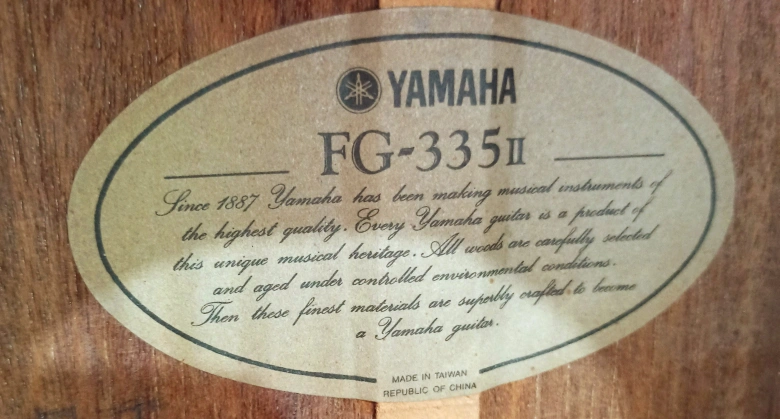 YAMAHA
FG-335II
Since 1887 Yamaha has been making musical instruments of
the highest quality. Every Yamaha guitar is a product of
this unique musical heritage. All woods are carefully selected
and aged under controlled environmental conditions.
Then these finest materials are superbly crafted to become
a Yamaha guitar.
MADE IN TAIWAN
REPUBLIC OF CHINA